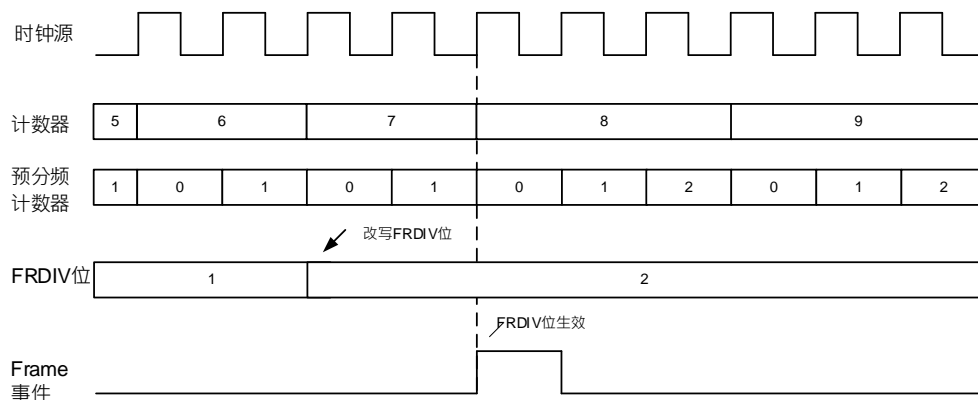 时钟源
计数器
5 6 7 8 9
预分频
计数器
1 0 1 0 1 0 1 2 0 1 2
改写FRDIV位
FRDIV位
1 2
FRDIV位生效
Frame
事件